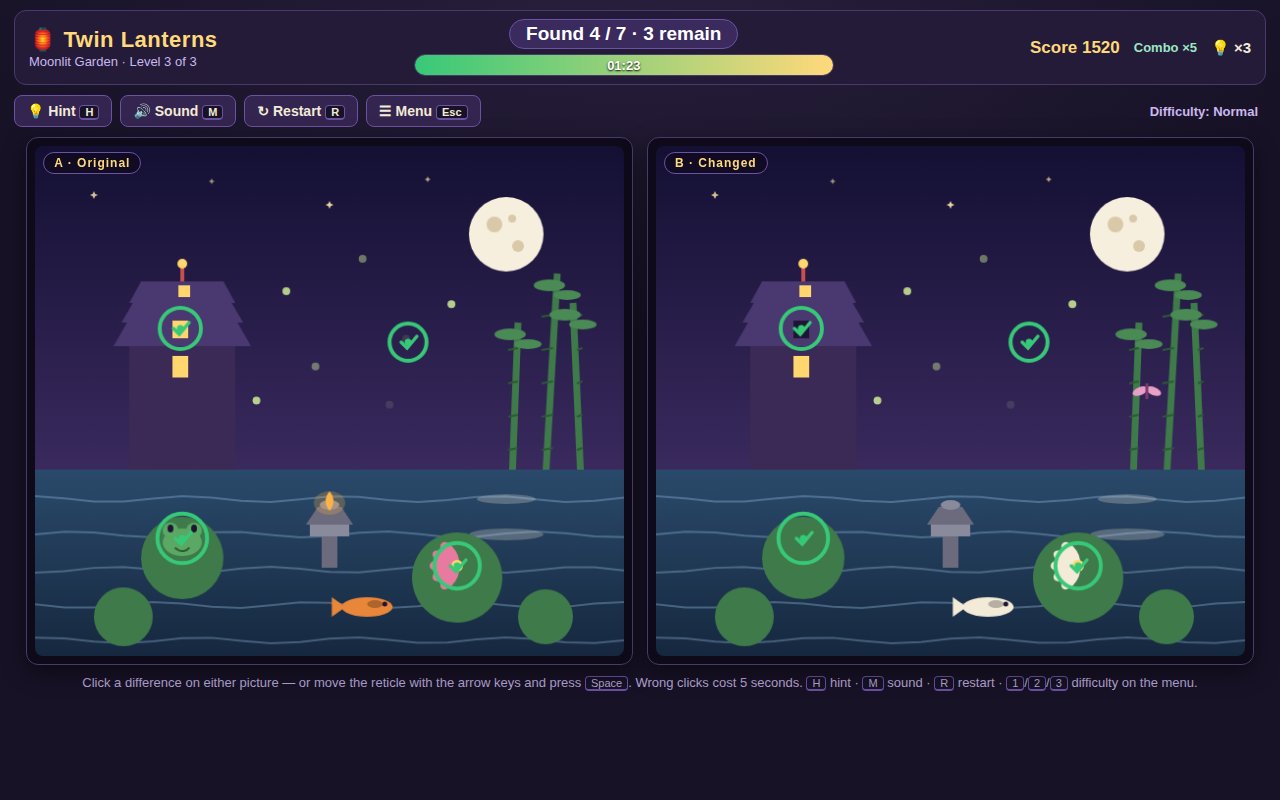 🏮 Twin Lanterns
Moonlit Garden · Level 3 of 3
Found 4 / 7 · 3 remain
01:23
Score 1520 Combo ×5 💡 ×3
💡 Hint H 🔊 Sound M ↻ Restart R ☰ Menu Esc
Difficulty: Normal
A · Original
B · Changed
Click a difference on either picture — or move the reticle with the arrow keys and press Space. Wrong clicks cost 5 seconds. H hint · M sound · R restart · 1/2/3 difficulty on the menu.